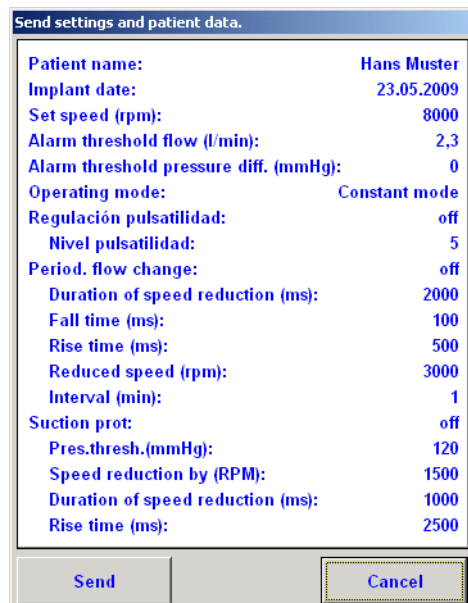 Send settings and patient data.
Patient name: Hans Muster
Implant date: 23.05.2009
Set speed (rpm): 8000
Alarm threshold flow (l/min): 2,3
Alarm threshold pressure diff. (mmHg): 0
Operating mode: Constant mode
Regulación pulsatilidad: off
Nivel pulsatilidad: 5
Period. flow change: off
Duration of speed reduction (ms): 2000
Fall time (ms): 100
Rise time (ms): 500
Reduced speed (rpm): 3000
Interval (min): 1
Suction prot: off
Pres.thresh.(mmHg): 120
Speed reduction by (RPM): 1500
Duration of speed reduction (ms): 1000
Rise time (ms): 2500
Send Cancel